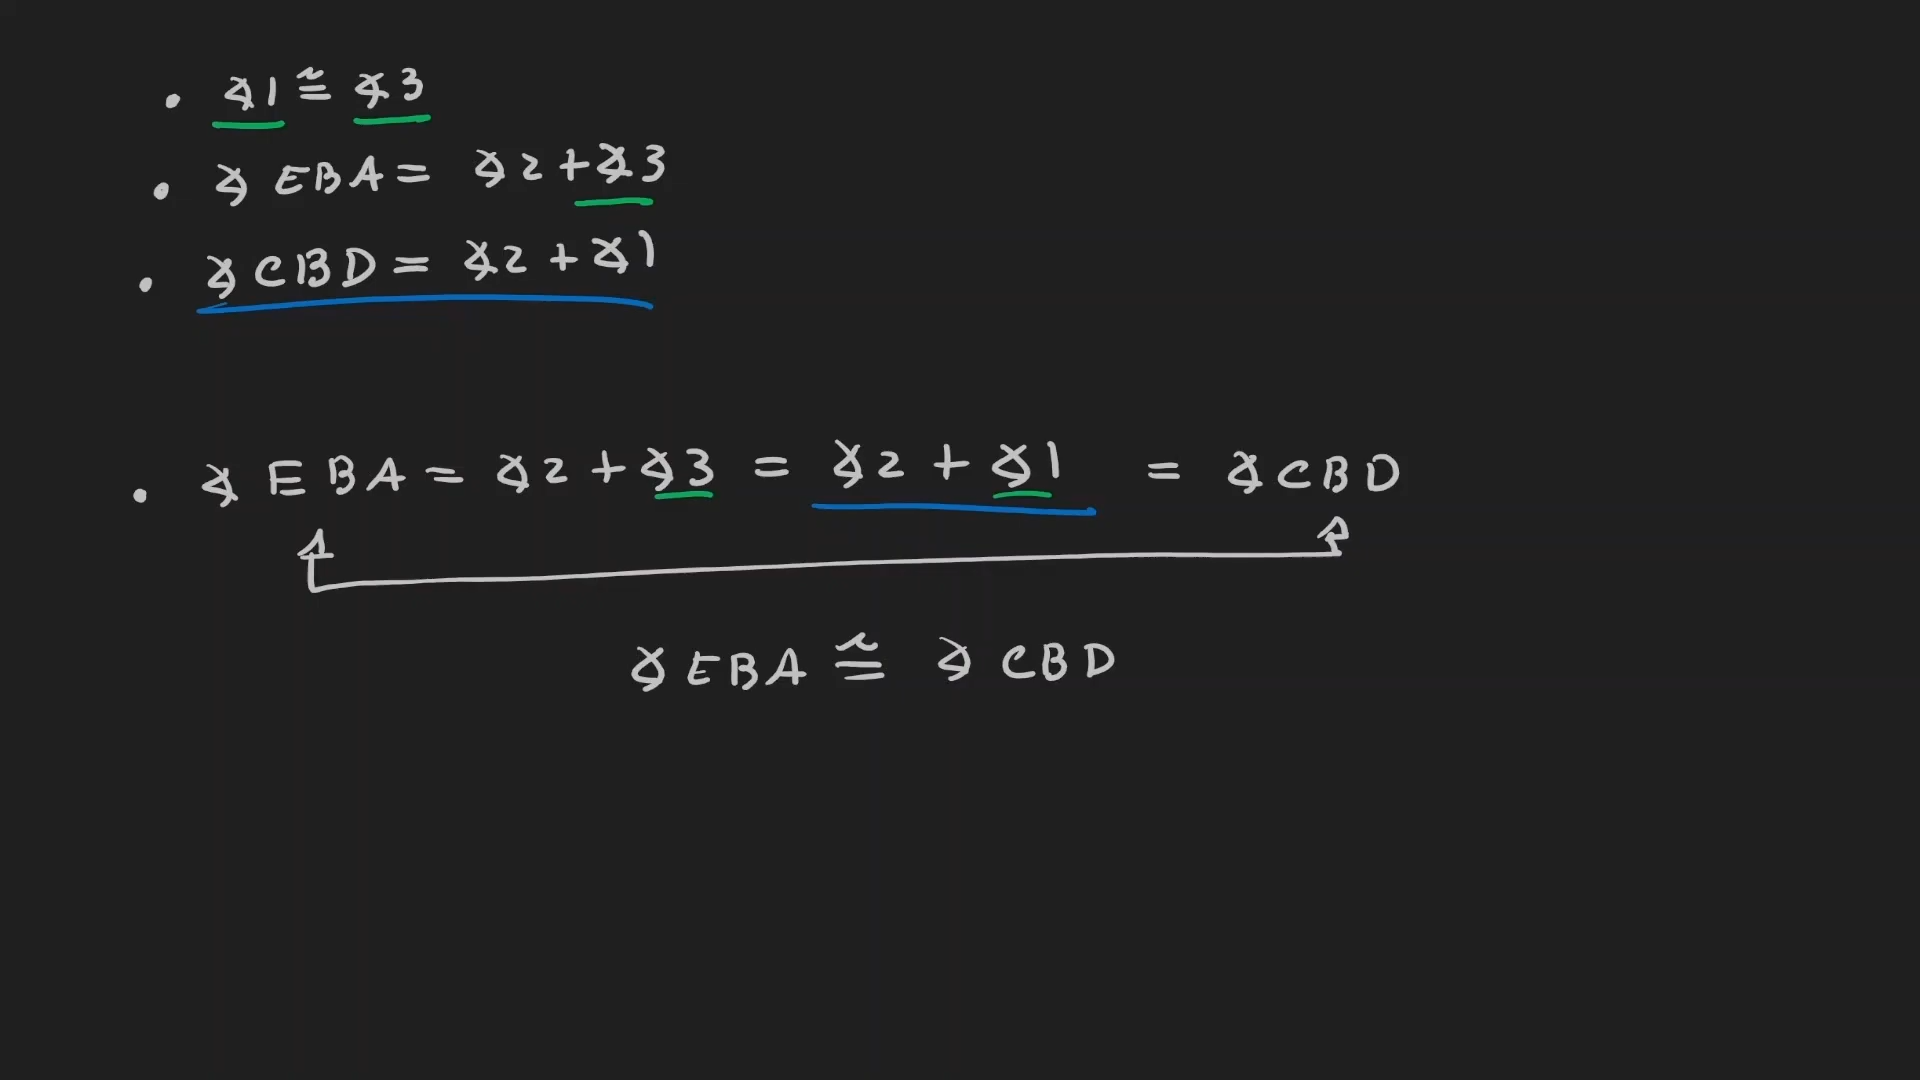 • ∡1 ≅ ∡3
• ∡EBA = ∡2 + ∡3
• ∡CBD = ∡2 + ∡1
• ∡EBA = ∡2 + ∡3 = ∡2 + ∡1 = ∡CBD
∡EBA ≅ ∡CBD